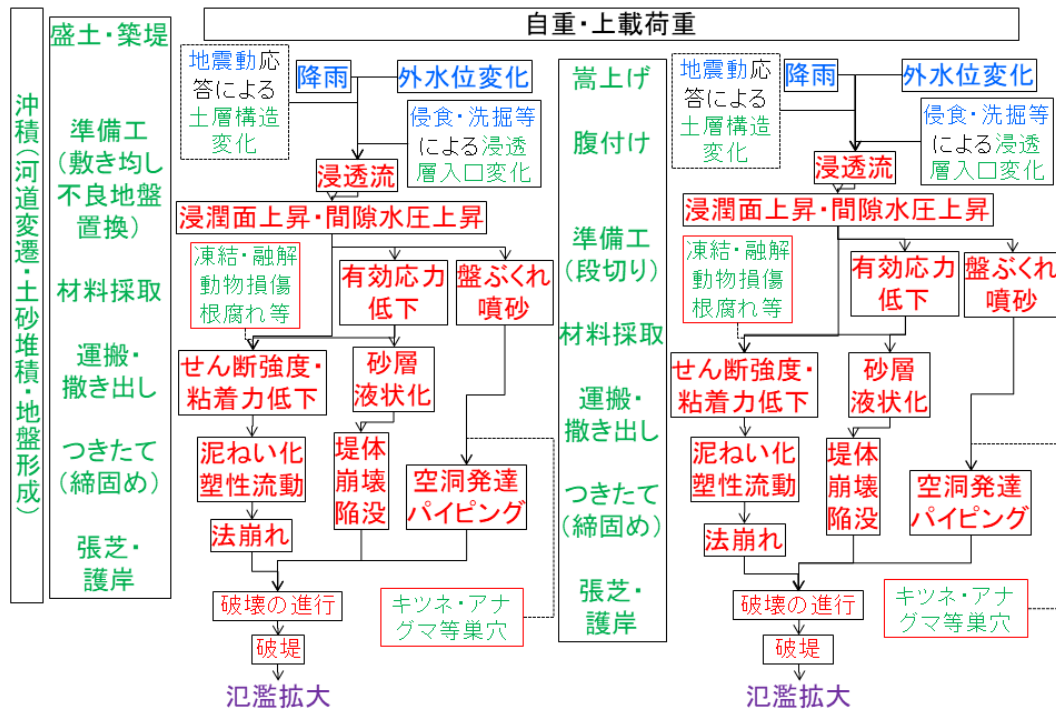 自重・上載荷重
沖積(河道変遷・土砂堆積・地盤形成)
盛土・築堤
準備工
(敷き均し
不良地盤
置換)
材料採取
運搬・
撒き出し
つきたて
(締固め)
張芝・
護岸
地震動応
答による
土層構造
変化
降雨
外水位変化
侵食・洗掘等
による浸透
層入口変化
浸透流
浸潤面上昇・間隙水圧上昇
凍結・融解
動物損傷
根腐れ等
有効応力
低下
盤ぶくれ
噴砂
せん断強度・
粘着力低下
砂層
液状化
泥ねい化
塑性流動
堤体
崩壊
陥没
空洞発達
パイピング
法崩れ
破壊の進行
キツネ・アナ
グマ等巣穴
破堤
氾濫拡大
嵩上げ
腹付け
準備工
(段切り)
材料採取
運搬・
撒き出し
つきたて
(締固め)
張芝・
護岸
地震動応
答による
土層構造
変化
降雨
外水位変化
侵食・洗掘等
による浸透
層入口変化
浸透流
浸潤面上昇・間隙水圧上昇
凍結・融解
動物損傷
根腐れ等
有効応力
低下
盤ぶくれ
噴砂
せん断強度・
粘着力低下
砂層
液状化
泥ねい化
塑性流動
堤体
崩壊
陥没
空洞発達
パイピング
法崩れ
破壊の進行
キツネ・アナ
グマ等巣穴
破堤
氾濫拡大